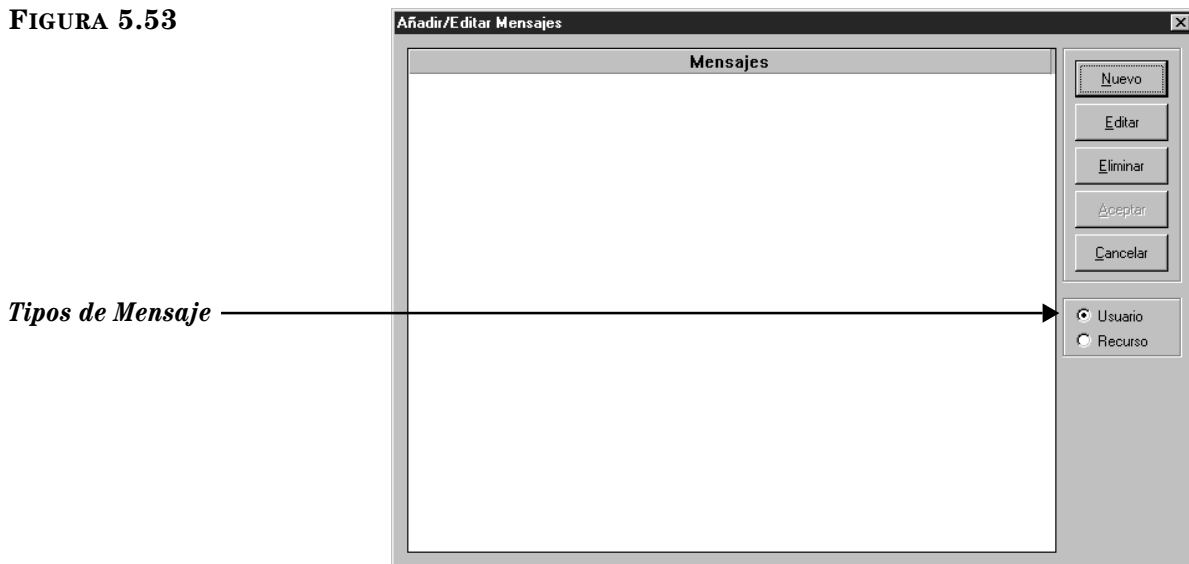 FIGURA 5.53
Añadir/Editar Mensajes
Mensajes
Nuevo
Editar
Eliminar
Aceptar
Cancelar
Tipos de Mensaje
Usuario
Recurso